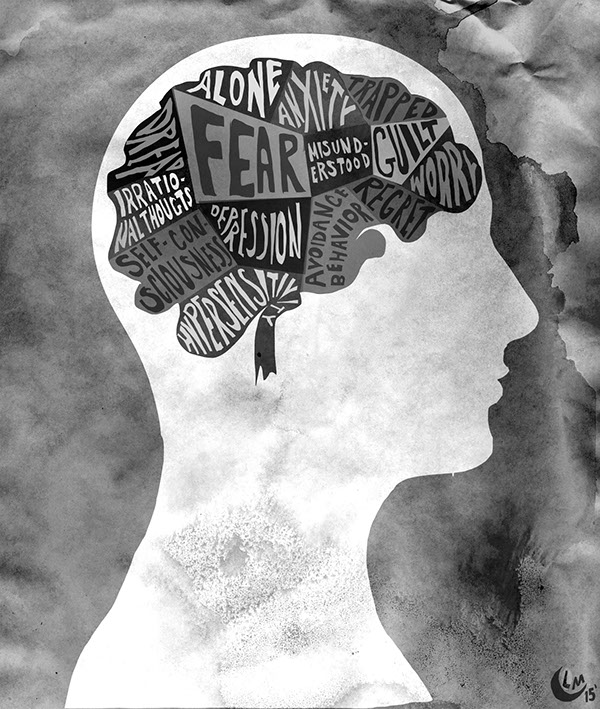 ALONE
ANXIETY
TRAPPED
FEAR
MISUND-
ERSTOOD
GUILT
WORRY
IRRATIO-
NAL THOUGTS
DEPRESSION
AVOIDANCE
BEHAVIOR
REGRET
SELF-CON-
SCIOUSNESS
HYPERSENSITIVITY
LM
15'